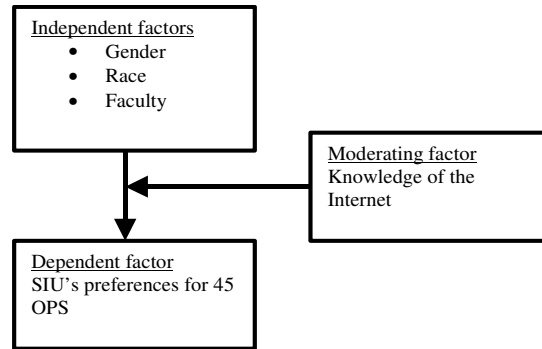 Independent factors
• Gender
• Race
• Faculty
Moderating factor
Knowledge of the
Internet
Dependent factor
SIU's preferences for 45
OPS